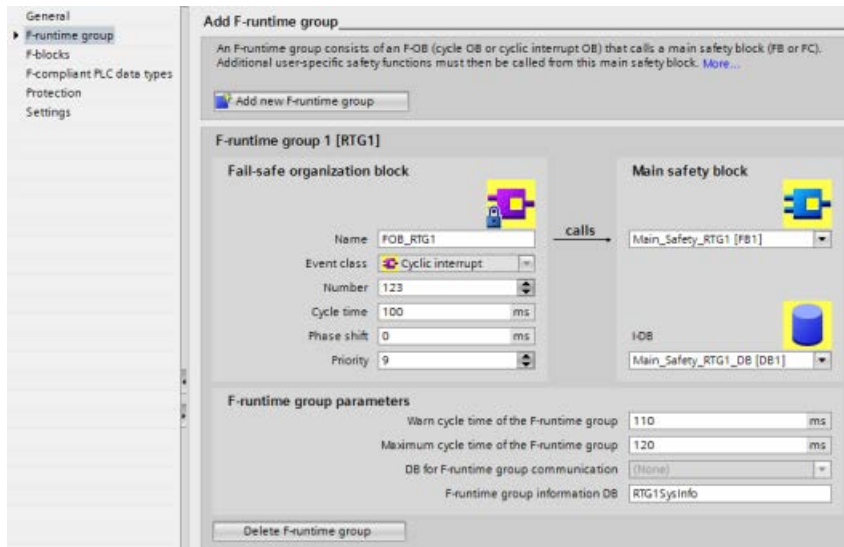 General
F-runtime group
F-blocks
F-compliant PLC data types
Protection
Settings
Add F-runtime group
An F-runtime group consists of an F-OB (cycle OB or cyclic interrupt OB) that calls a main safety block (FB or FC).
Additional user-specific safety functions must then be called from this main safety block. More...
Add new F-runtime group
F-runtime group 1 [RTG1]
Fail-safe organization block
Main safety block
Name FOB_RTG1
calls
Main_Safety_RTG1 [FB1]
Event class Cyclic interrupt
Number 123
Cycle time 100 ms
Phase shift 0 ms
I-DB
Priority 9
Main_Safety_RTG1_DB [DB1]
F-runtime group parameters
Warn cycle time of the F-runtime group 110 ms
Maximum cycle time of the F-runtime group 120 ms
DB for F-runtime group communication (None)
F-runtime group information DB RTG1SysInfo
Delete F-runtime group